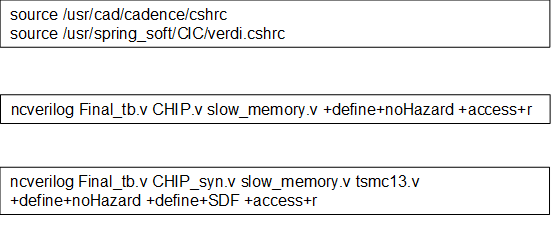 source /usr/cad/cadence/cshrc
source /usr/spring_soft/CIC/verdi.cshrc
ncverilog Final_tb.v CHIP.v slow_memory.v +define+noHazard +access+r
ncverilog Final_tb.v CHIP_syn.v slow_memory.v tsmc13.v
+define+noHazard +define+SDF +access+r